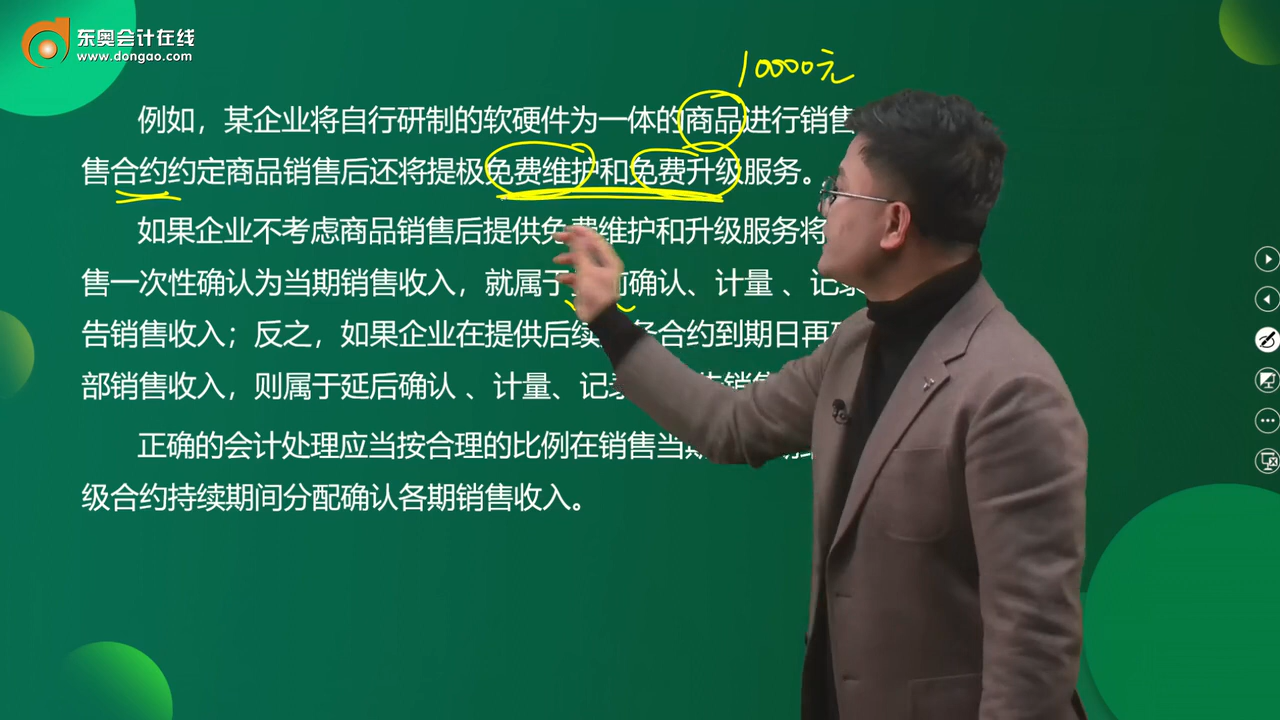 东奥会计在线
www.dongao.com
10000元
例如，某企业将自行研制的软硬件为一体的商品进行销售
售合约约定商品销售后还将提极免费维护和免费升级服务。
如果企业不考虑商品销售后提供免费维护和升级服务将
售一次性确认为当期销售收入，就属于前确认、计量 、记录
告销售收入；反之，如果企业在提供后续务合约到期日再
部销售收入，则属于延后确认 、计量、记录销售
正确的会计处理应当按合理的比例在销售当期
级合约持续期间分配确认各期销售收入。